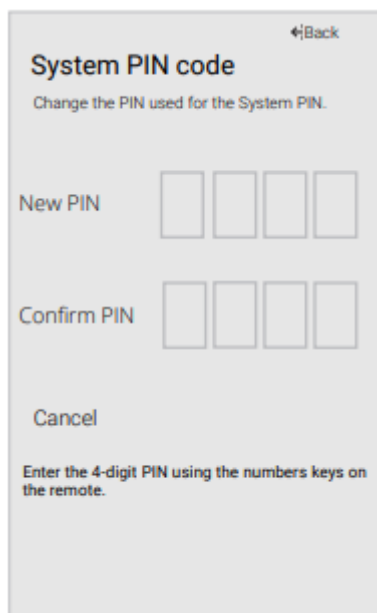 Back
System PIN code
Change the PIN used for the System PIN.
New PIN
Confirm PIN
Cancel
Enter the 4-digit PIN using the numbers keys on
the remote.